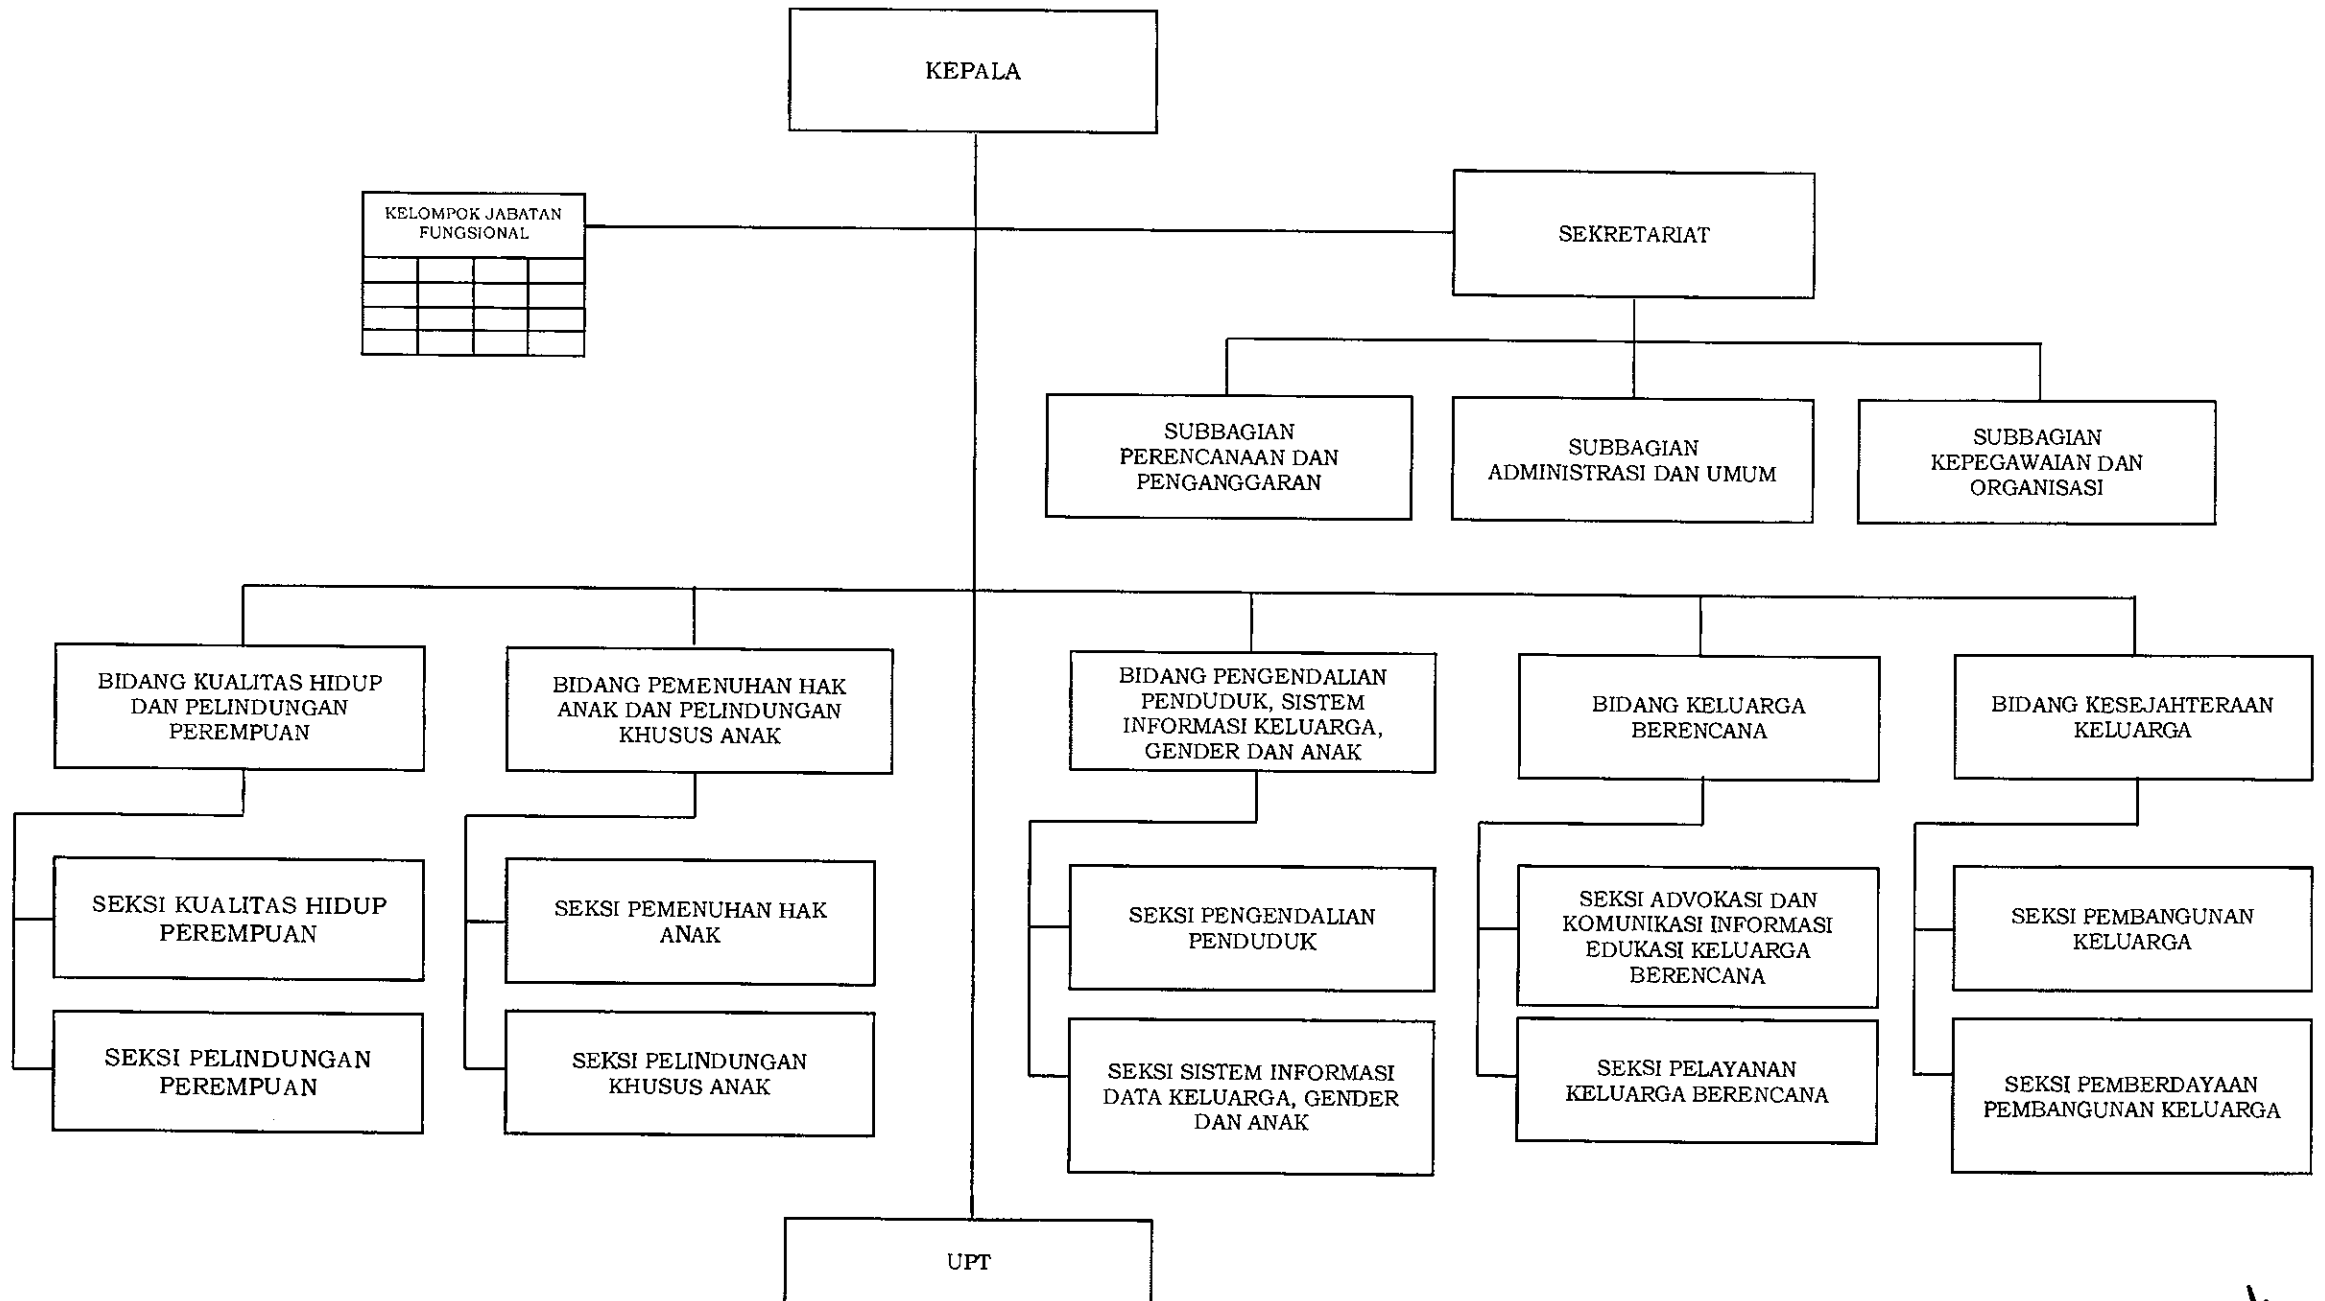 KEPALA
KELOMPOK JABATAN
FUNGSIONAL
SEKRETARIAT
SUBBAGIAN
PERENCANAAN DAN
PENGANGGARAN
SUBBAGIAN
ADMINISTRASI DAN UMUM
SUBBAGIAN
KEPEGAWAIAN DAN
ORGANISASI
BIDANG KUALITAS HIDUP
DAN PELINDUNGAN
PEREMPUAN
BIDANG PEMENUHAN HAK
ANAK DAN PELINDUNGAN
KHUSUS ANAK
BIDANG PENGENDALIAN
PENDUDUK, SISTEM
INFORMASI KELUARGA,
GENDER DAN ANAK
BIDANG KELUARGA
BERENCANA
BIDANG KESEJAHTERAAN
KELUARGA
SEKSI KUALITAS HIDUP
PEREMPUAN
SEKSI PEMENUHAN HAK
ANAK
SEKSI PENGENDALIAN
PENDUDUK
SEKSI ADVOKASI DAN
KOMUNIKASI INFORMASI
EDUKASI KELUARGA
BERENCANA
SEKSI PEMBANGUNAN
KELUARGA
SEKSI PELINDUNGAN
PEREMPUAN
SEKSI PELINDUNGAN
KHUSUS ANAK
SEKSI SISTEM INFORMASI
DATA KELUARGA, GENDER
DAN ANAK
SEKSI PELAYANAN
KELUARGA BERENCANA
SEKSI PEMBERDAYAAN
PEMBANGUNAN KELUARGA
UPT